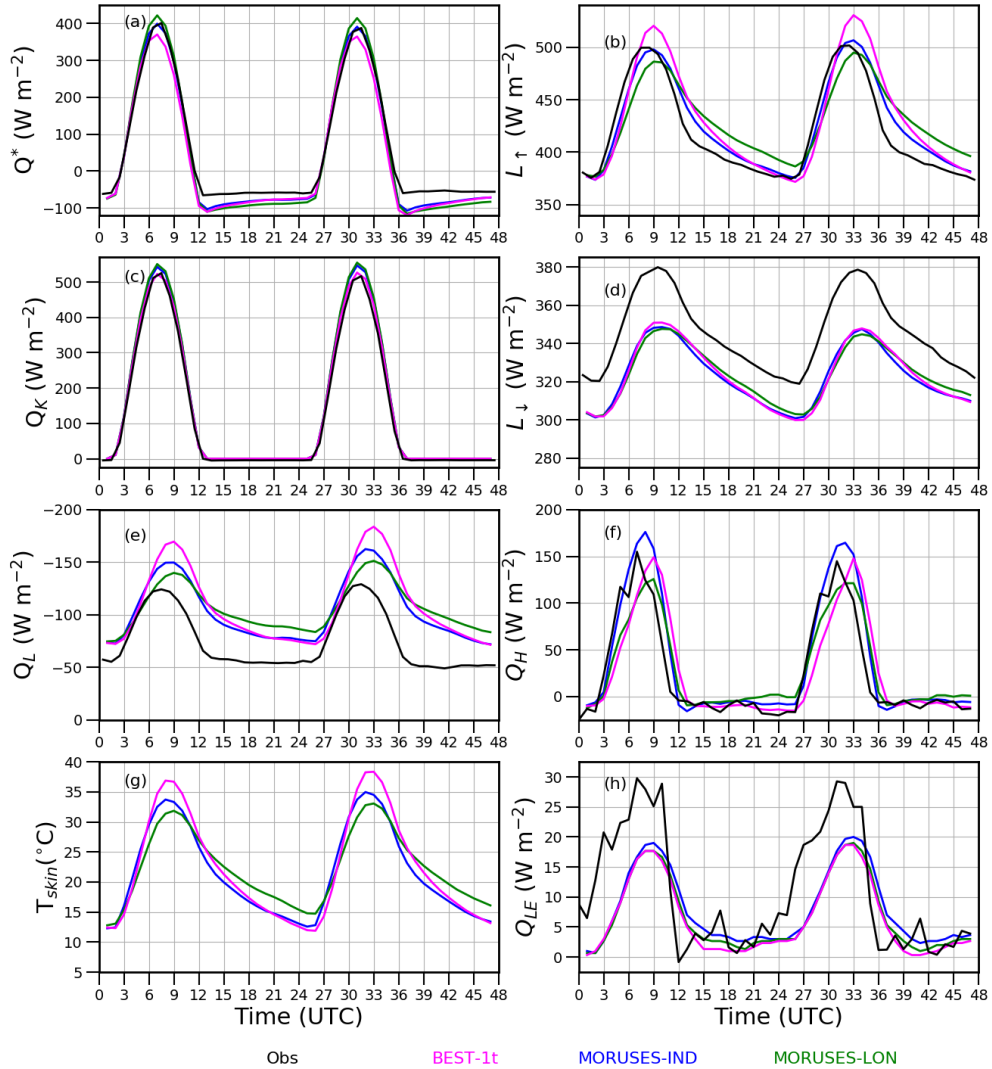 (a)
Q* (W m−2)
400
300
200
100
0
−100
0 3 6 9 12 15 18 21 24 27 30 33 36 39 42 45 48
(b)
L↑ (W m−2)
500
450
400
350
0 3 6 9 12 15 18 21 24 27 30 33 36 39 42 45 48
(c)
QK (W m−2)
500
400
300
200
100
0
0 3 6 9 12 15 18 21 24 27 30 33 36 39 42 45 48
(d)
L↓ (W m−2)
380
360
340
320
300
280
0 3 6 9 12 15 18 21 24 27 30 33 36 39 42 45 48
(e)
QL (W m−2)
−200
−150
−100
−50
0
0 3 6 9 12 15 18 21 24 27 30 33 36 39 42 45 48
(f)
QH (W m−2)
200
150
100
50
0
0 3 6 9 12 15 18 21 24 27 30 33 36 39 42 45 48
(g)
Tskin(°C)
40
35
30
25
20
15
10
5
0 3 6 9 12 15 18 21 24 27 30 33 36 39 42 45 48
Time (UTC)
(h)
QLE (W m−2)
30
25
20
15
10
5
0
0 3 6 9 12 15 18 21 24 27 30 33 36 39 42 45 48
Time (UTC)
Obs BEST-1t MORUSES-IND MORUSES-LON